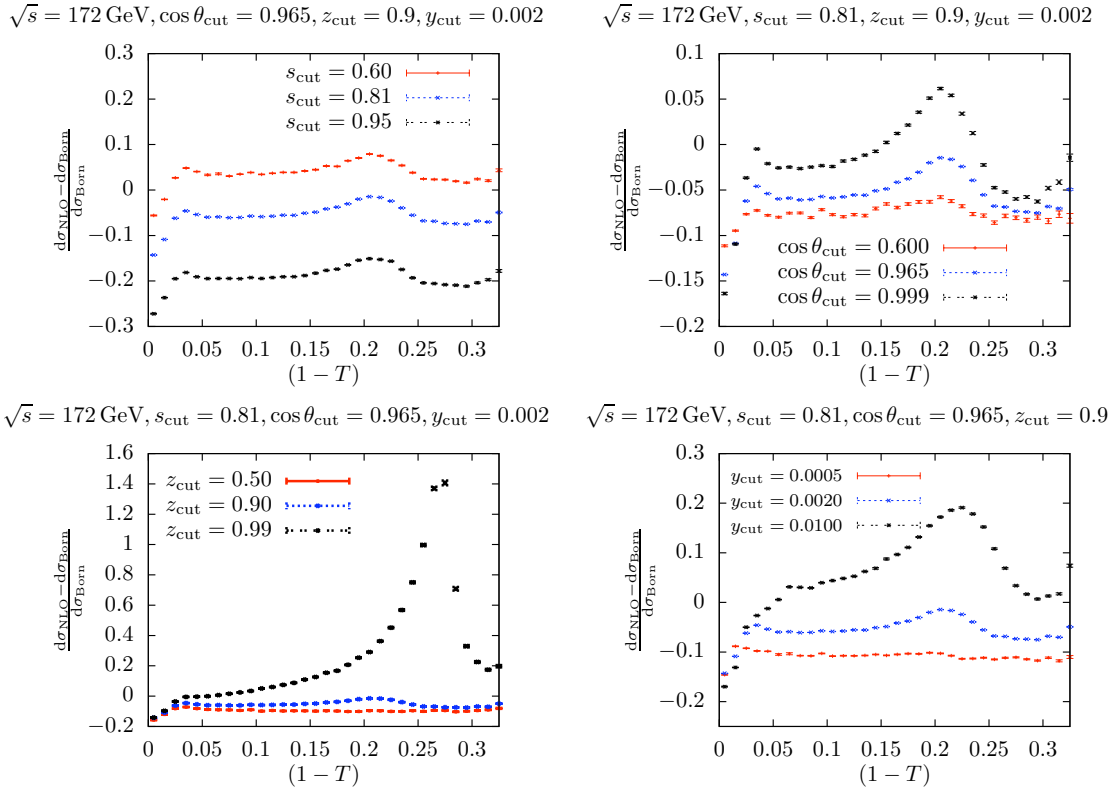 √s = 172 GeV, cos θcut = 0.965, zcut = 0.9, ycut = 0.002
0.3
0.2
0.1
0
−0.1
−0.2
−0.3
dσNLO−dσBorn
dσBorn
scut = 0.60
scut = 0.81
scut = 0.95
0 0.05 0.1 0.15 0.2 0.25 0.3
(1 − T)
√s = 172 GeV, scut = 0.81, zcut = 0.9, ycut = 0.002
0.1
0.05
0
−0.05
−0.1
−0.15
−0.2
dσNLO−dσBorn
dσBorn
cos θcut = 0.600
cos θcut = 0.965
cos θcut = 0.999
0 0.05 0.1 0.15 0.2 0.25 0.3
(1 − T)
√s = 172 GeV, scut = 0.81, cos θcut = 0.965, ycut = 0.002
1.6
1.4
1.2
1
0.8
0.6
0.4
0.2
0
−0.2
dσNLO−dσBorn
dσBorn
zcut = 0.50
zcut = 0.90
zcut = 0.99
0 0.05 0.1 0.15 0.2 0.25 0.3
(1 − T)
√s = 172 GeV, scut = 0.81, cos θcut = 0.965, zcut = 0.9
0.3
0.2
0.1
0
−0.1
−0.2
dσNLO−dσBorn
dσBorn
ycut = 0.0005
ycut = 0.0020
ycut = 0.0100
0 0.05 0.1 0.15 0.2 0.25 0.3
(1 − T)